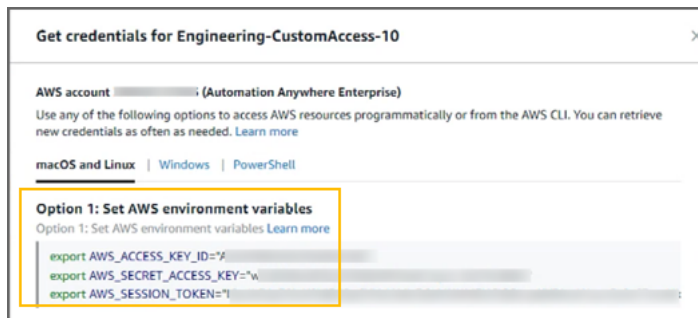 Get credentials for Engineering-CustomAccess-10
AWS account (Automation Anywhere Enterprise)
Use any of the following options to access AWS resources programmatically or from the AWS CLI. You can retrieve
new credentials as often as needed. Learn more
macOS and Linux | Windows | PowerShell
Option 1: Set AWS environment variables
Option 1: Set AWS environment variables Learn more
export AWS_ACCESS_KEY_ID="A
export AWS_SECRET_ACCESS_KEY="w
export AWS_SESSION_TOKEN="I